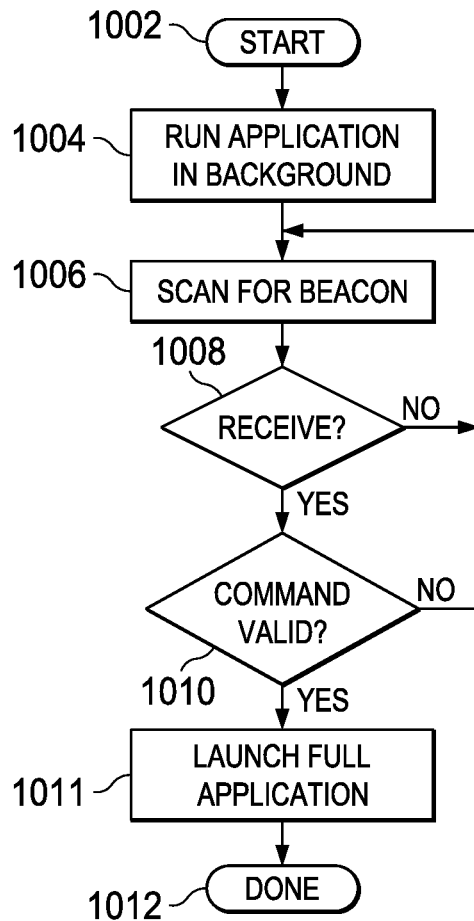 1002
START
1004
RUN APPLICATION
IN BACKGROUND
1006
SCAN FOR BEACON
1008
RECEIVE?
NO
YES
COMMAND
VALID?
NO
1010
YES
1011
LAUNCH FULL
APPLICATION
1012
DONE